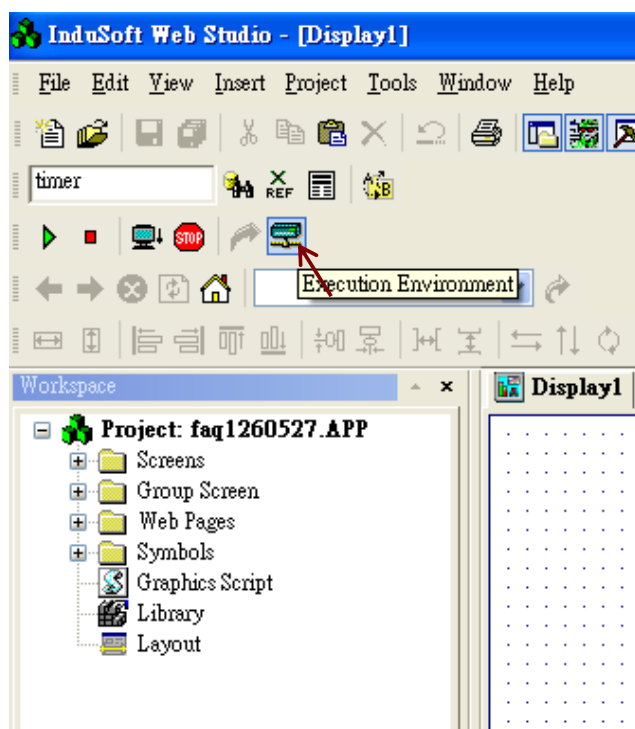 InduSoft Web Studio - [Display1]
File Edit View Insert Project Tools Window Help
timer
X REF
B
STOP
Execution Environment
Workspace
Display1
Project: faq1260527.APP
Screens
Group Screen
Web Pages
Symbols
Graphics Script
Library
Layout